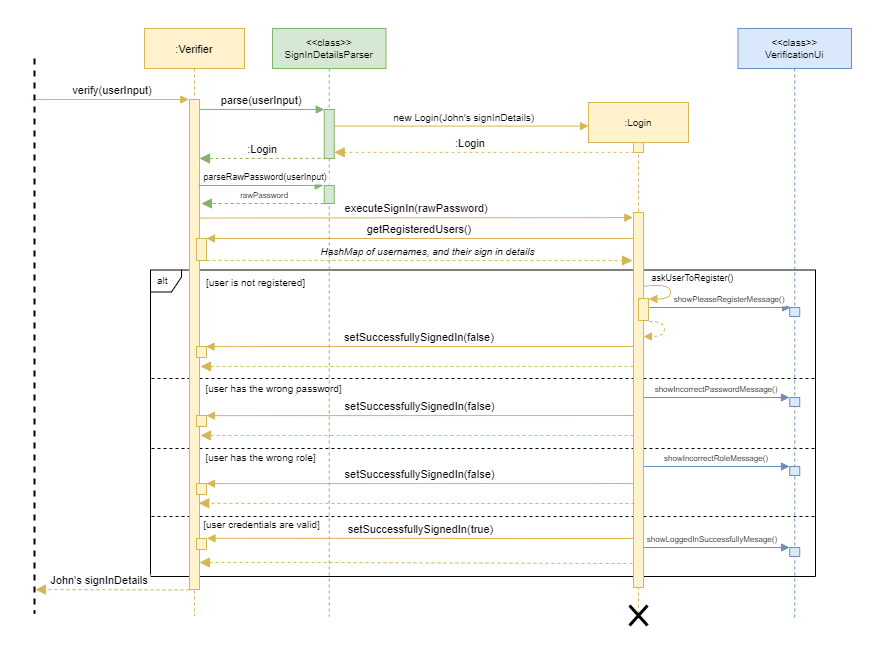 :Verifier
<<class>>
SignInDetailsParser
<<class>>
VerificationUi
verify(userInput)
parse(userInput)
new Login(John's signInDetails)
:Login
:Login
:Login
parseRawPassword(userInput)
rawPassword
executeSignIn(rawPassword)
getRegisteredUsers()
HashMap of usernames, and their sign in details
alt
[user is not registered]
askUserToRegister()
showPleaseRegisterMessage()
setSuccessfullySignedIn(false)
[user has the wrong password]
showIncorrectPasswordMessage()
setSuccessfullySignedIn(false)
[user has the wrong role]
showIncorrectRoleMessage()
setSuccessfullySignedIn(false)
[user credentials are valid]
setSuccessfullySignedIn(true)
showLoggedInSuccessfullyMesage()
John's signInDetails